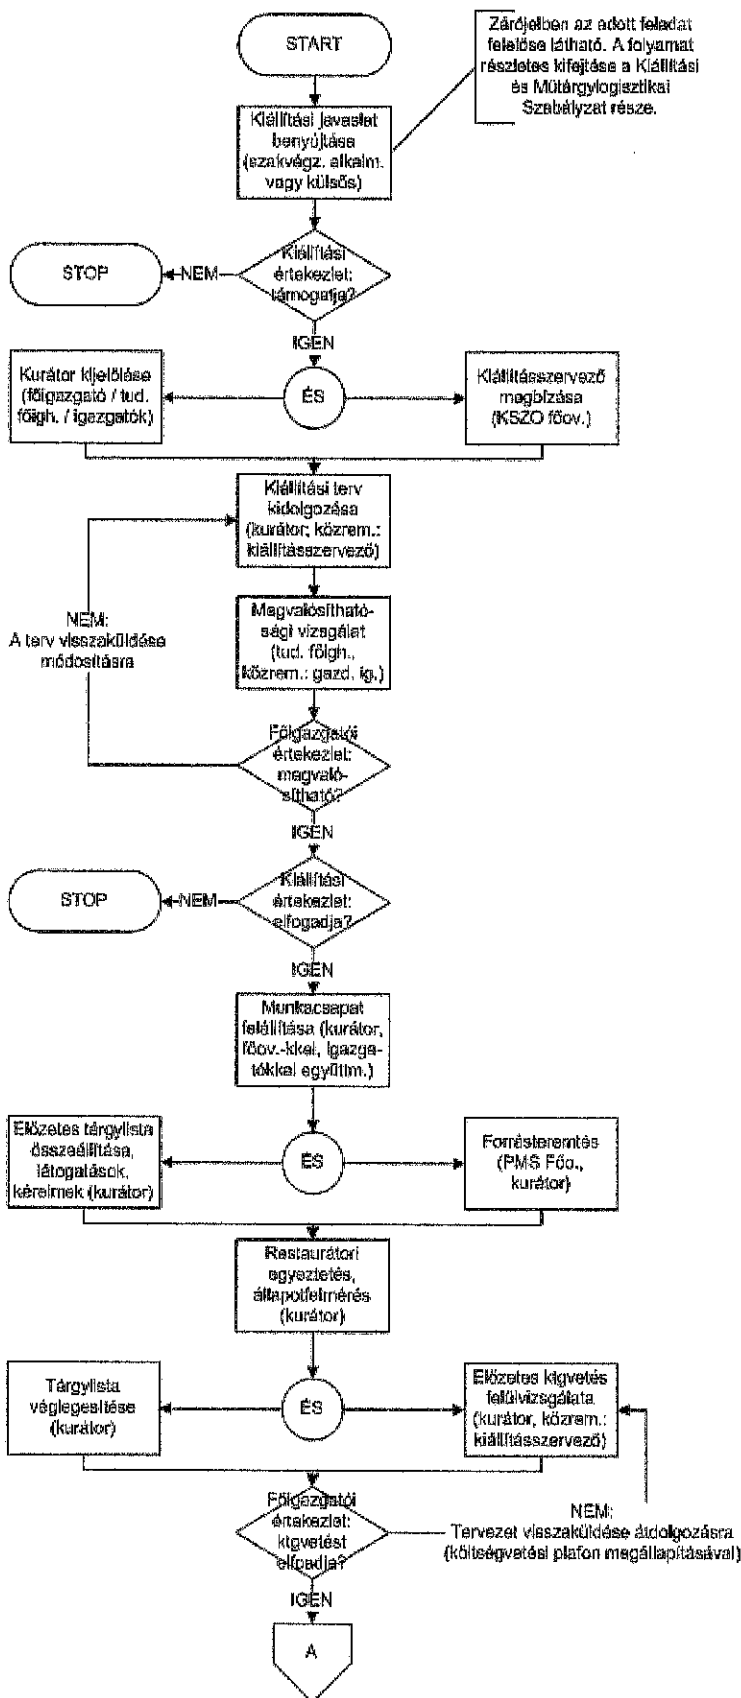 START
Zárójelben az adott feladat
felelőse látható. A folyamat
részletes kifejtése a Kiállítási
és Műtárgylogisztikai
Szabályzat része.
Kiállítási javaslat
benyújtása
(szakvégz. alkalm.
vagy külsős)
Kiállítási
értekezlet:
támogatja?
NEM
STOP
IGEN
ÉS
Kurátor kijelölése
(főigazgató / tud.
főigh. / igazgatók)
Kiállításszervező
megbízása
(KSZO főov.)
Kiállítási terv
kidolgozása
(kurátor; közrem.:
kiállításszervező)
NEM:
A terv visszaküldése
módosításra
Megvalósítható-
sági vizsgálat
(tud. főigh.,
közrem.: gazd. ig.)
Főigazgatói
értekezlet:
megvaló-
sítható?
IGEN
Kiállítási
értekezlet:
elfogadja?
NEM
STOP
IGEN
Munkacsapat
felállítása (kurátor,
főov.-kkel, igazga-
tókkal együttm.)
ÉS
Előzetes tárgylista
összeállítása,
látogatások,
kérelmek (kurátor)
Forrásteremtés
(PMS Főo.,
kurátor)
Restaurátori
egyeztetés,
állapotfelmérés
(kurátor)
ÉS
Tárgylista
véglegesítése
(kurátor)
Előzetes ktgvetés
felülvizsgálata
(kurátor, közrem.:
kiállításszervező)
Főigazgatói
értekezlet:
ktgvetést
elfogadja?
NEM:
Tervezet visszaküldése átdolgozásra
(költségvetési plafon megállapításával)
IGEN
A